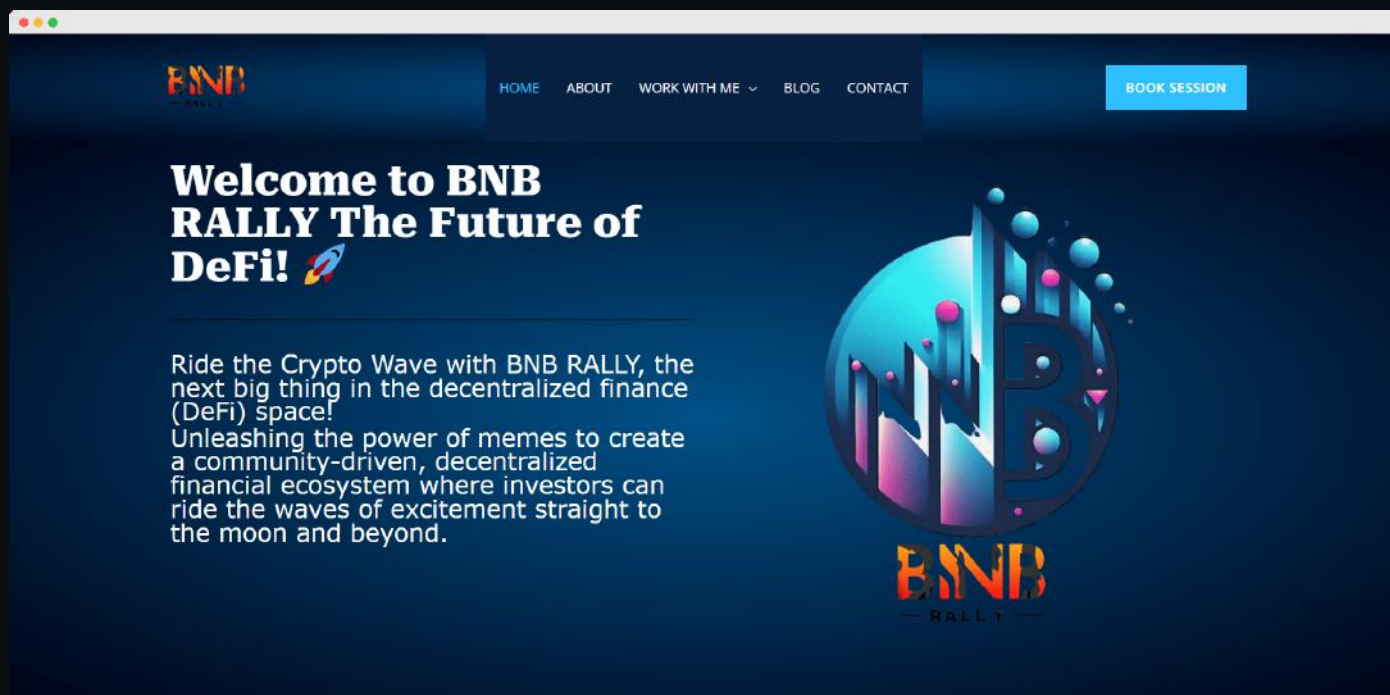 BNB
RALLY
HOME ABOUT WORK WITH ME BLOG CONTACT
BOOK SESSION
Welcome to BNB
RALLY The Future of
DeFi! 🚀
Ride the Crypto Wave with BNB RALLY, the
next big thing in the decentralized finance
(DeFi) space!
Unleashing the power of memes to create
a community-driven, decentralized
financial ecosystem where investors can
ride the waves of excitement straight to
the moon and beyond.
BNB
RALLY